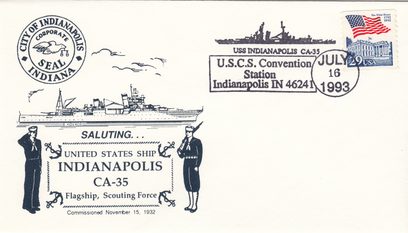 CITY OF INDIANAPOLIS
CORPORATE
SEAL
INDIANA
SALUTING...
UNITED STATES SHIP
INDIANAPOLIS
CA-35
Flagship, Scouting Force
Commissioned November 15, 1932
USS INDIANAPOLIS CA-35
U.S.C.S. Convention
Station
Indianapolis IN 46241
JULY
16
1993
29 USA